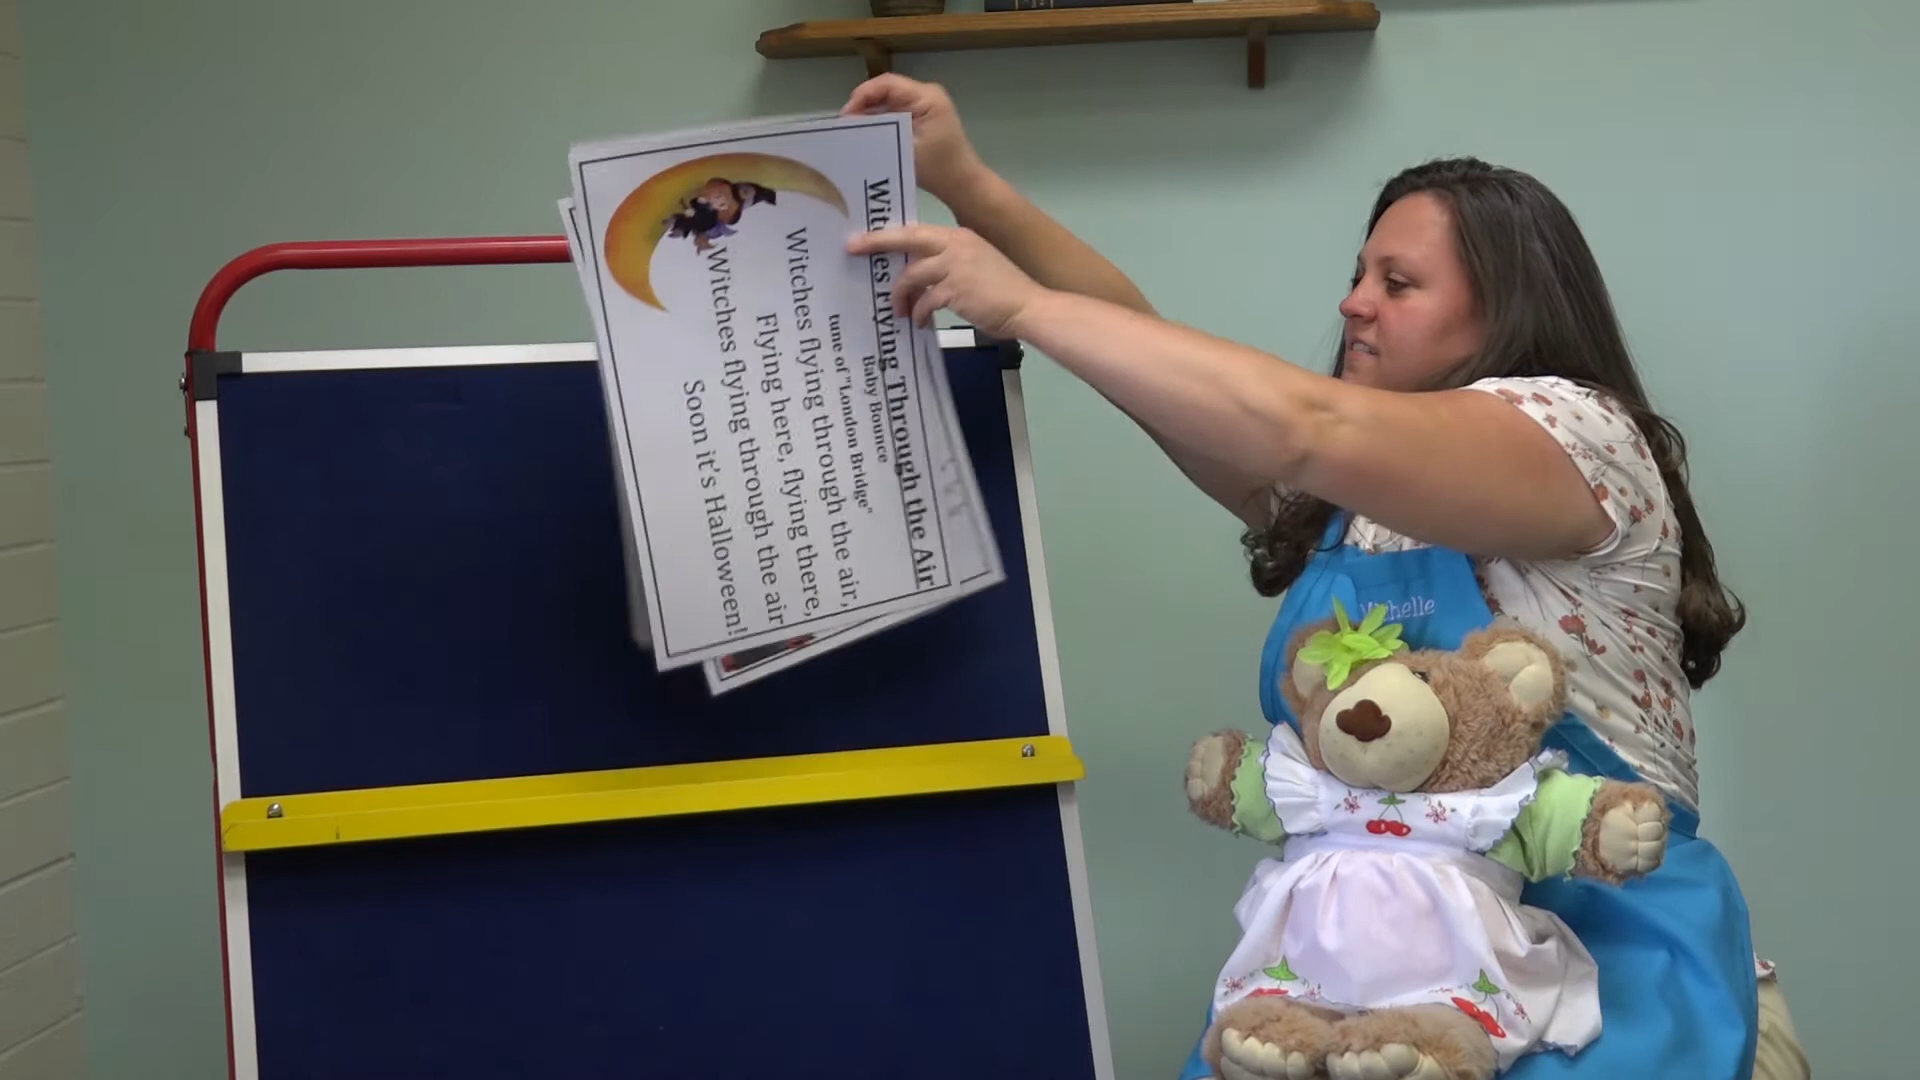 Witches Flying Through the Air
Baby Bounce
tune of "London Bridge"
Witches flying through the air,
Flying here, flying there,
Witches flying through the air
Soon it's Halloween!
Michelle